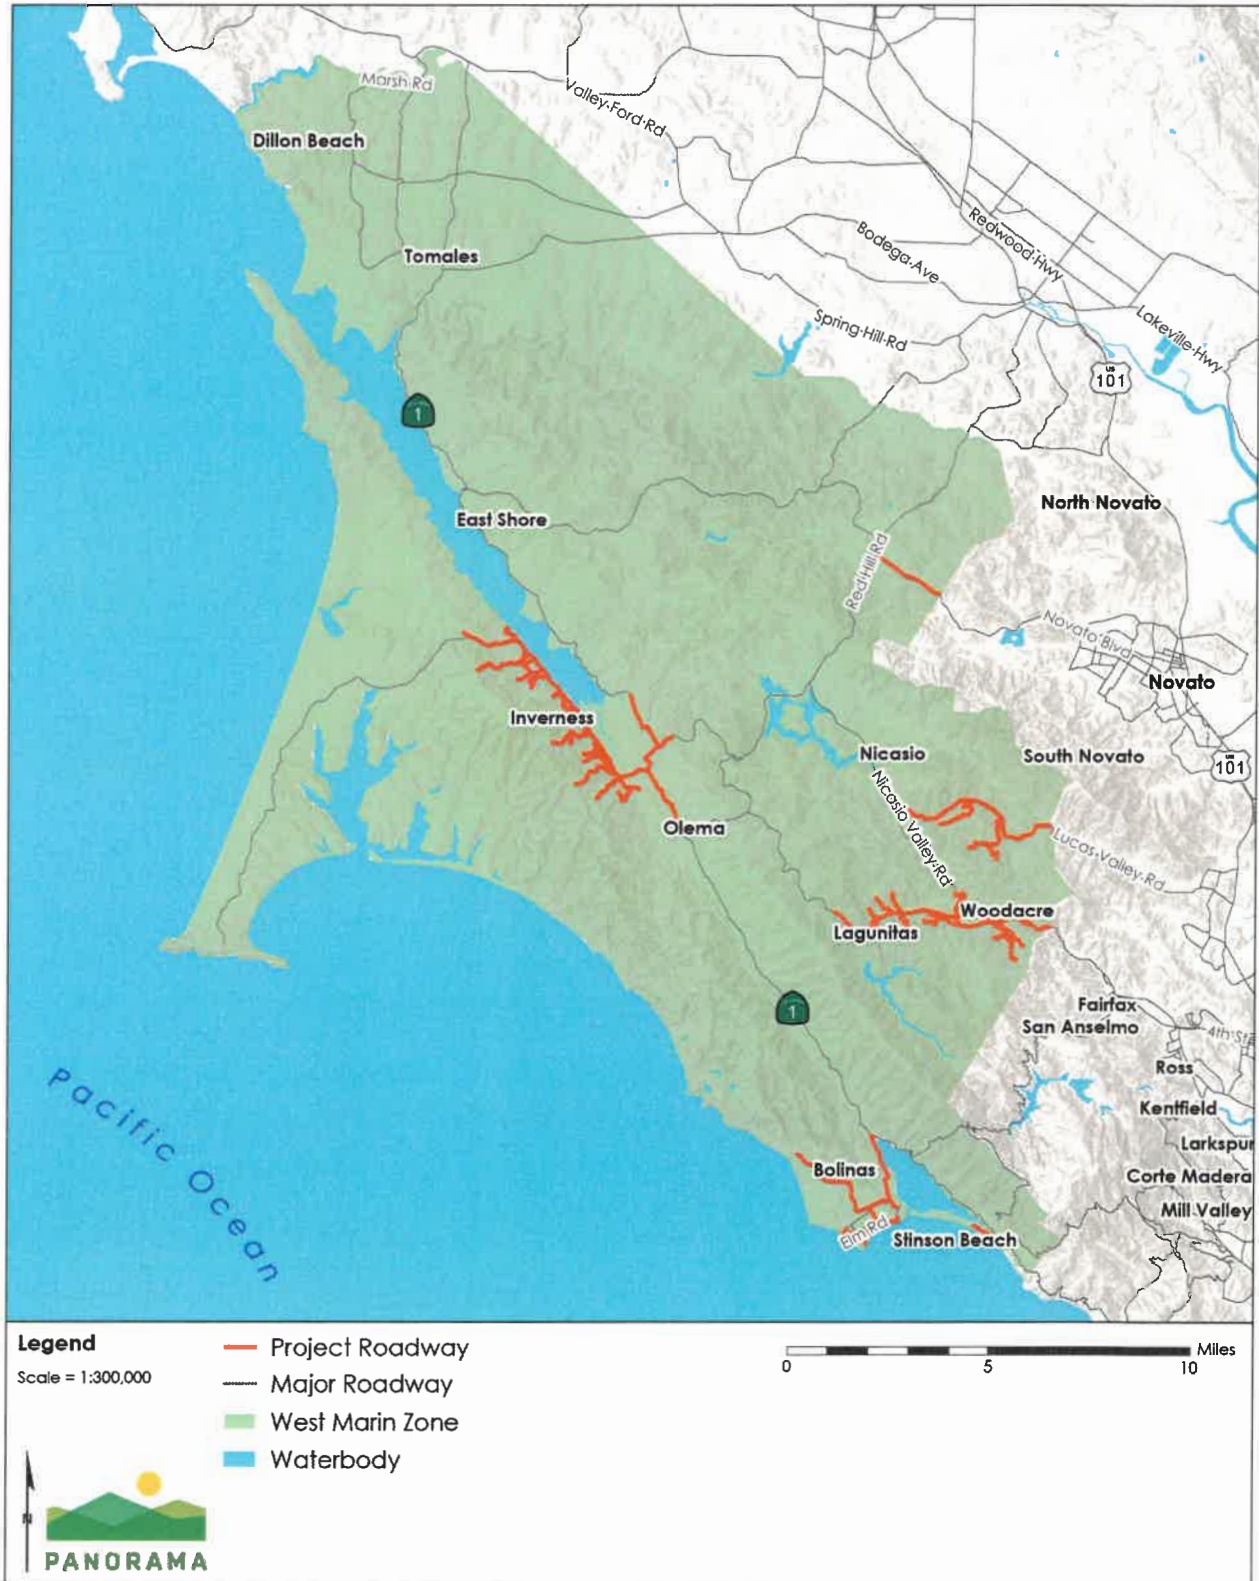 Marsh Rd
Valley Ford Rd
Dillon Beach
Redwood Hwy
Bodega Ave
Tomales
Spring Hill Rd
Lakeville Hwy
US
101
1
North Novato
East Shore
Red Hill Rd
Novato Blvd
Novato
Inverness
Nicasio
South Novato
US
101
Nicasio Valley Rd
Olema
Lucas Valley Rd
Woodacre
Lagunitas
1
Fairfax
San Anselmo
4th St
Ross
Kentfield
Larkspur
Corte Madera
Mill Valley
Pacific Ocean
Bolinas
Elm Rd
Stinson Beach
Legend
Scale = 1:300,000
Project Roadway
Major Roadway
West Marin Zone
Waterbody
0 5 10 Miles
N
PANORAMA